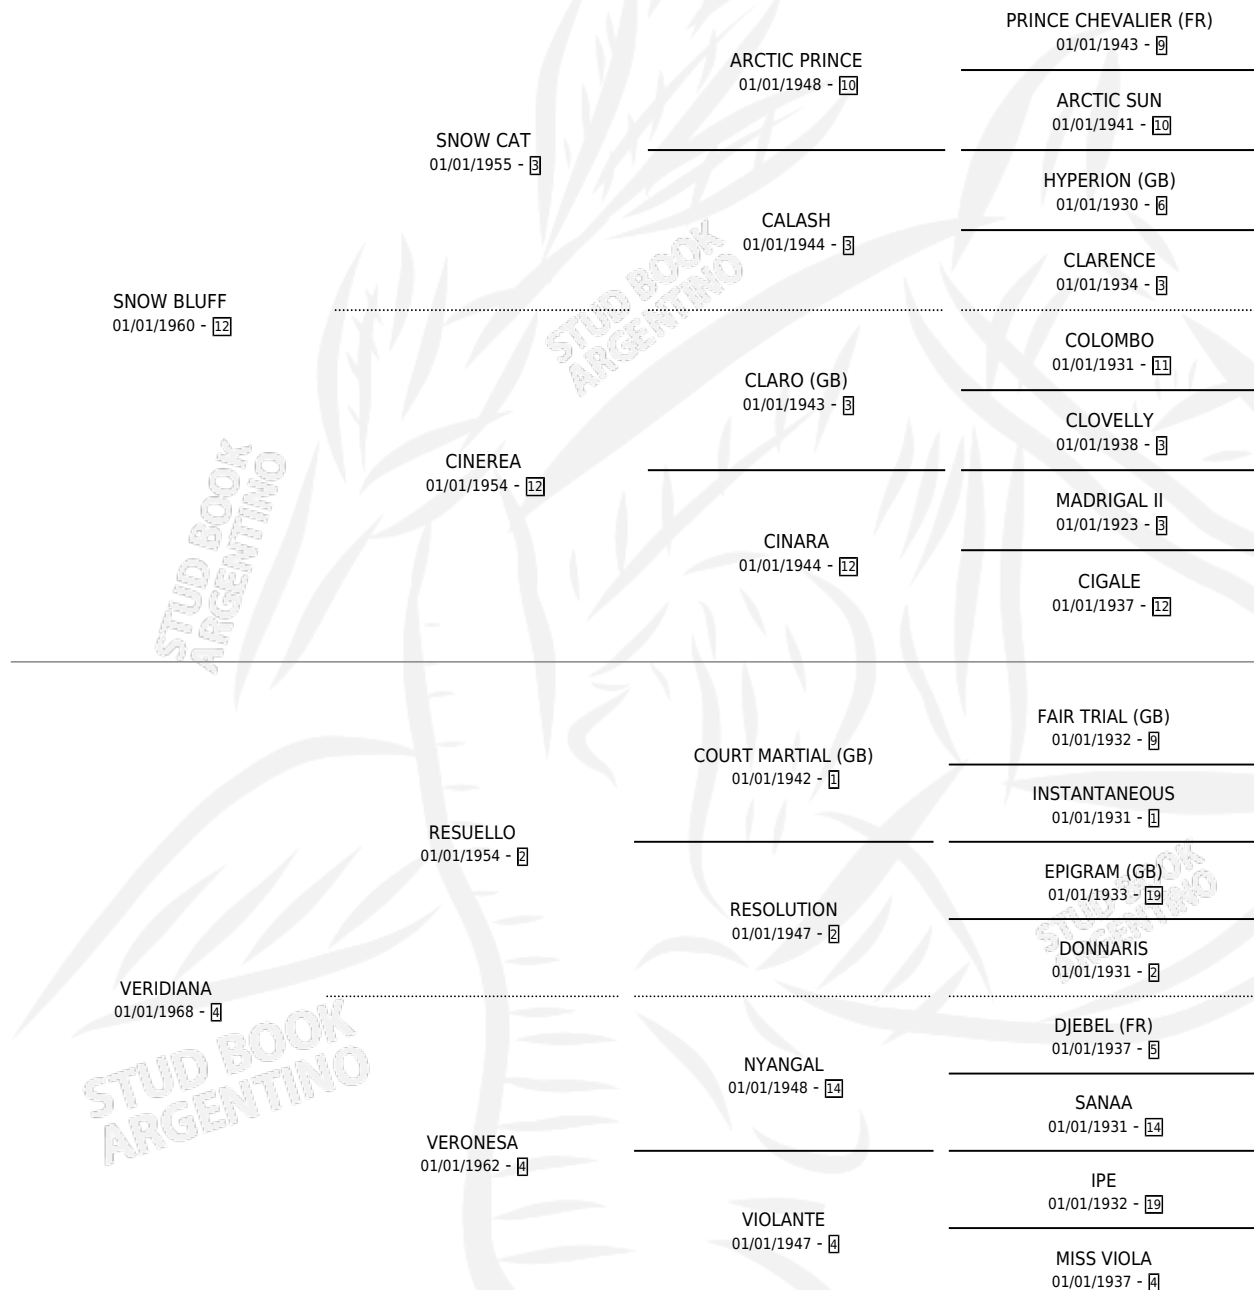 PRINCE CHEVALIER (FR)
01/01/1943 - 9
ARCTIC PRINCE
01/01/1948 - 10
ARCTIC SUN
01/01/1941 - 10
SNOW CAT
01/01/1955 - 3
HYPERION (GB)
01/01/1930 - 6
CALASH
01/01/1944 - 3
CLARENCE
01/01/1934 - 3
SNOW BLUFF
01/01/1960 - 12
COLOMBO
01/01/1931 - 11
CLARO (GB)
01/01/1943 - 3
CLOVELLY
01/01/1938 - 3
CINEREA
01/01/1954 - 12
MADRIGAL II
01/01/1923 - 3
CINARA
01/01/1944 - 12
CIGALE
01/01/1937 - 12
FAIR TRIAL (GB)
01/01/1932 - 9
COURT MARTIAL (GB)
01/01/1942 - 1
INSTANTANEOUS
01/01/1931 - 1
RESUELLO
01/01/1954 - 2
EPIGRAM (GB)
01/01/1933 - 19
RESOLUTION
01/01/1947 - 2
DONNARIS
01/01/1931 - 2
VERIDIANA
01/01/1968 - 4
DJEBEL (FR)
01/01/1937 - 5
NYANGAL
01/01/1948 - 14
SANAA
01/01/1931 - 14
VERONESA
01/01/1962 - 4
IPE
01/01/1932 - 19
VIOLANTE
01/01/1947 - 4
MISS VIOLA
01/01/1937 - 4
STUD BOOK
ARGENTINO
STUD BOOK
ARGENTINO
STUD BOOK
ARGENTINO
STUD BOOK
ARGENTINO